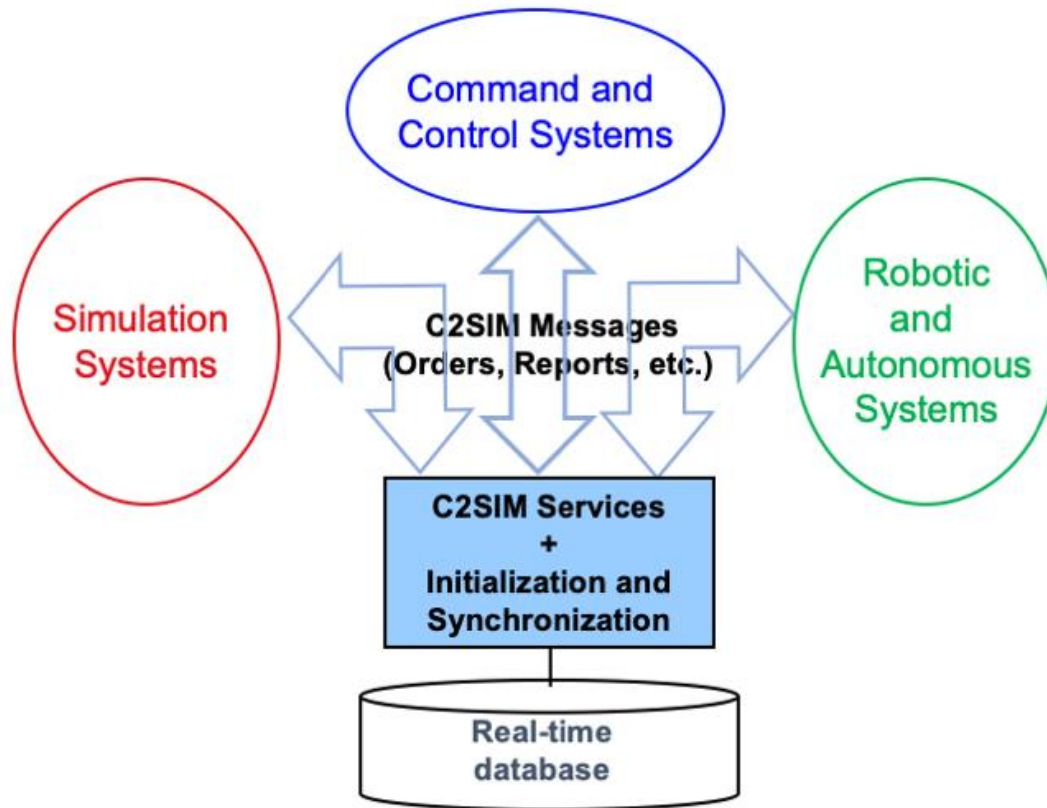 Command and
Control Systems
Simulation
Systems
Robotic
and
Autonomous
Systems
C2SIM Messages
(Orders, Reports, etc.)
C2SIM Services
+
Initialization and
Synchronization
Real-time
database